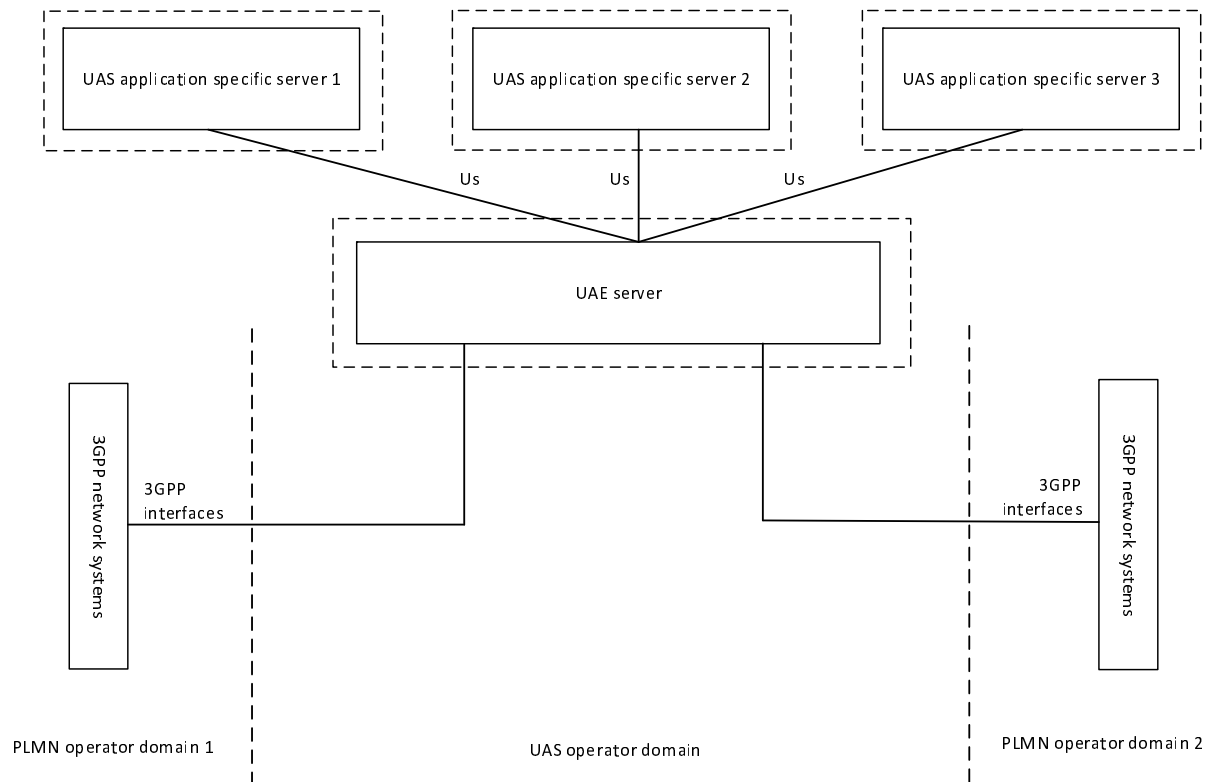 UAS application specific server 1
UAS application specific server 2
UAS application specific server 3
Us
Us
Us
UAE server
3GPP network systems
3GPP
interfaces
3GPP
interfaces
3GPP network systems
PLMN operator domain 1
UAS operator domain
PLMN operator domain 2